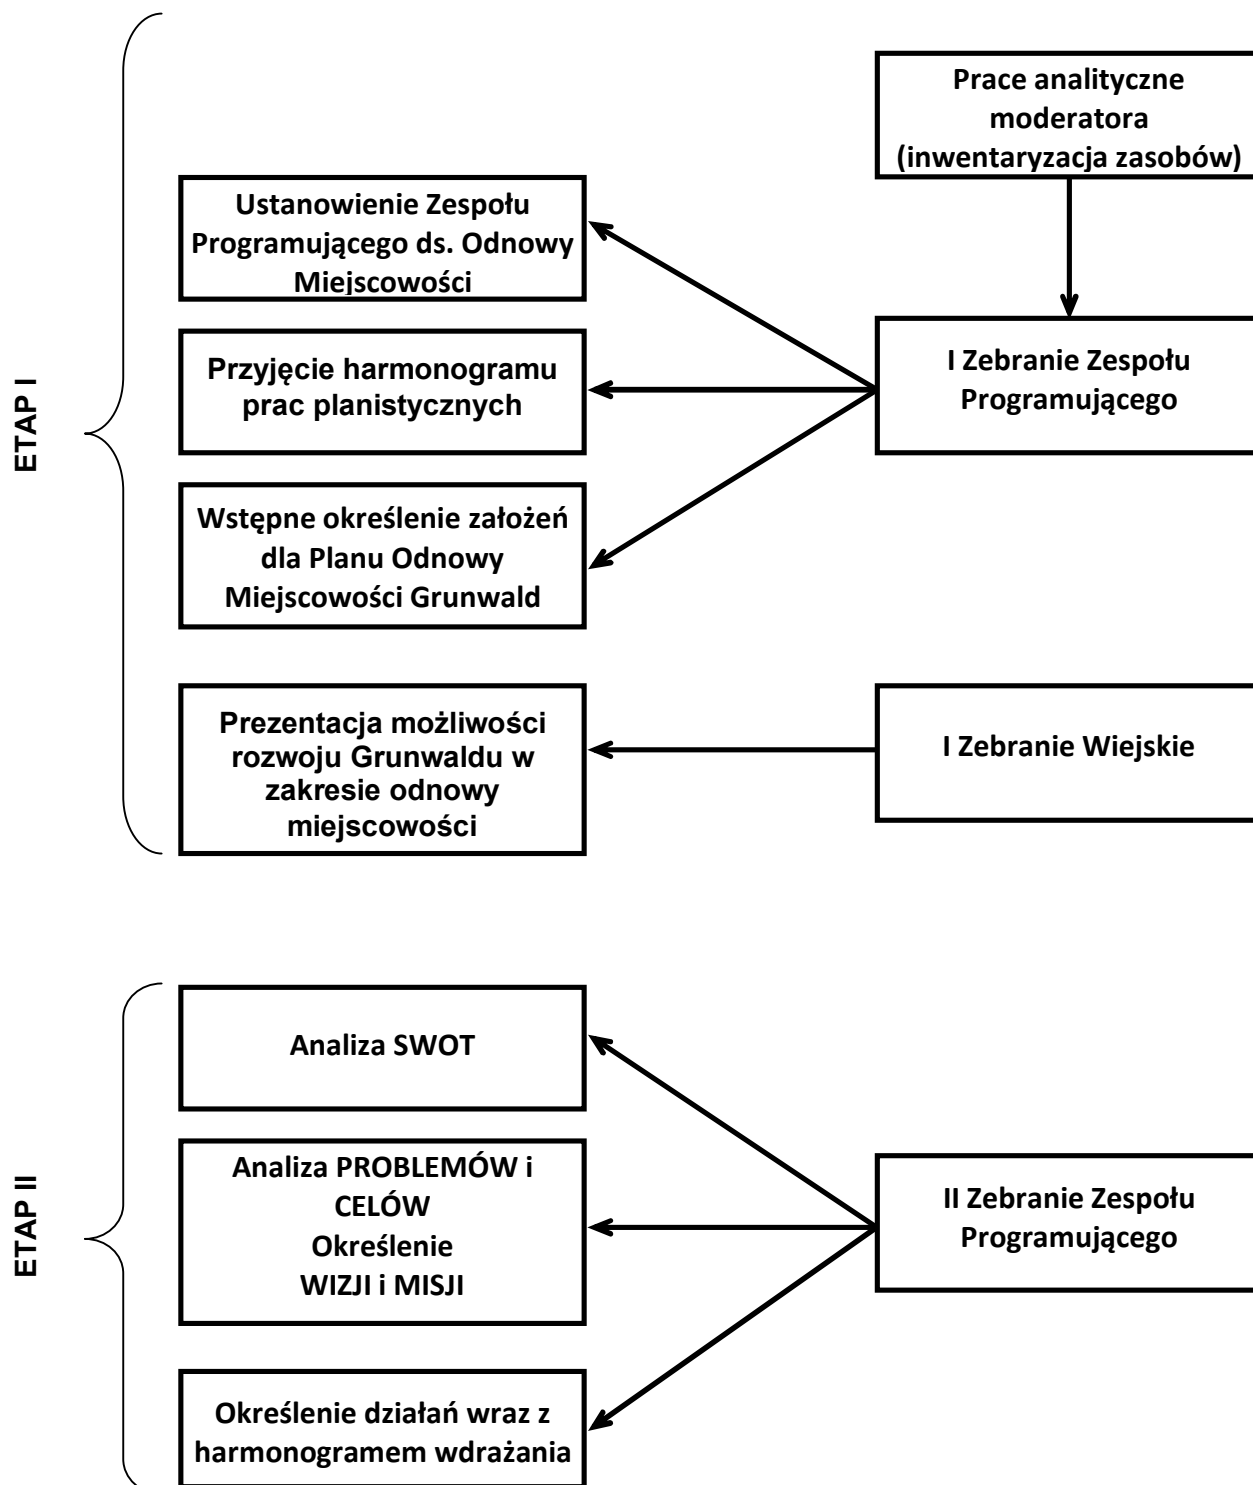 ETAP I
Prace analityczne
moderatora
(inwentaryzacja zasobów)
Ustanowienie Zespołu
Programującego ds. Odnowy
Miejscowości
Przyjęcie harmonogramu
prac planistycznych
I Zebranie Zespołu
Programującego
Wstępne określenie założeń
dla Planu Odnowy
Miejscowości Grunwald
Prezentacja możliwości
rozwoju Grunwaldu w
zakresie odnowy
miejscowości
I Zebranie Wiejskie
ETAP II
Analiza SWOT
Analiza PROBLEMÓW i
CELÓW
Określenie
WIZJI i MISJI
II Zebranie Zespołu
Programującego
Określenie działań wraz z
harmonogramem wdrażania